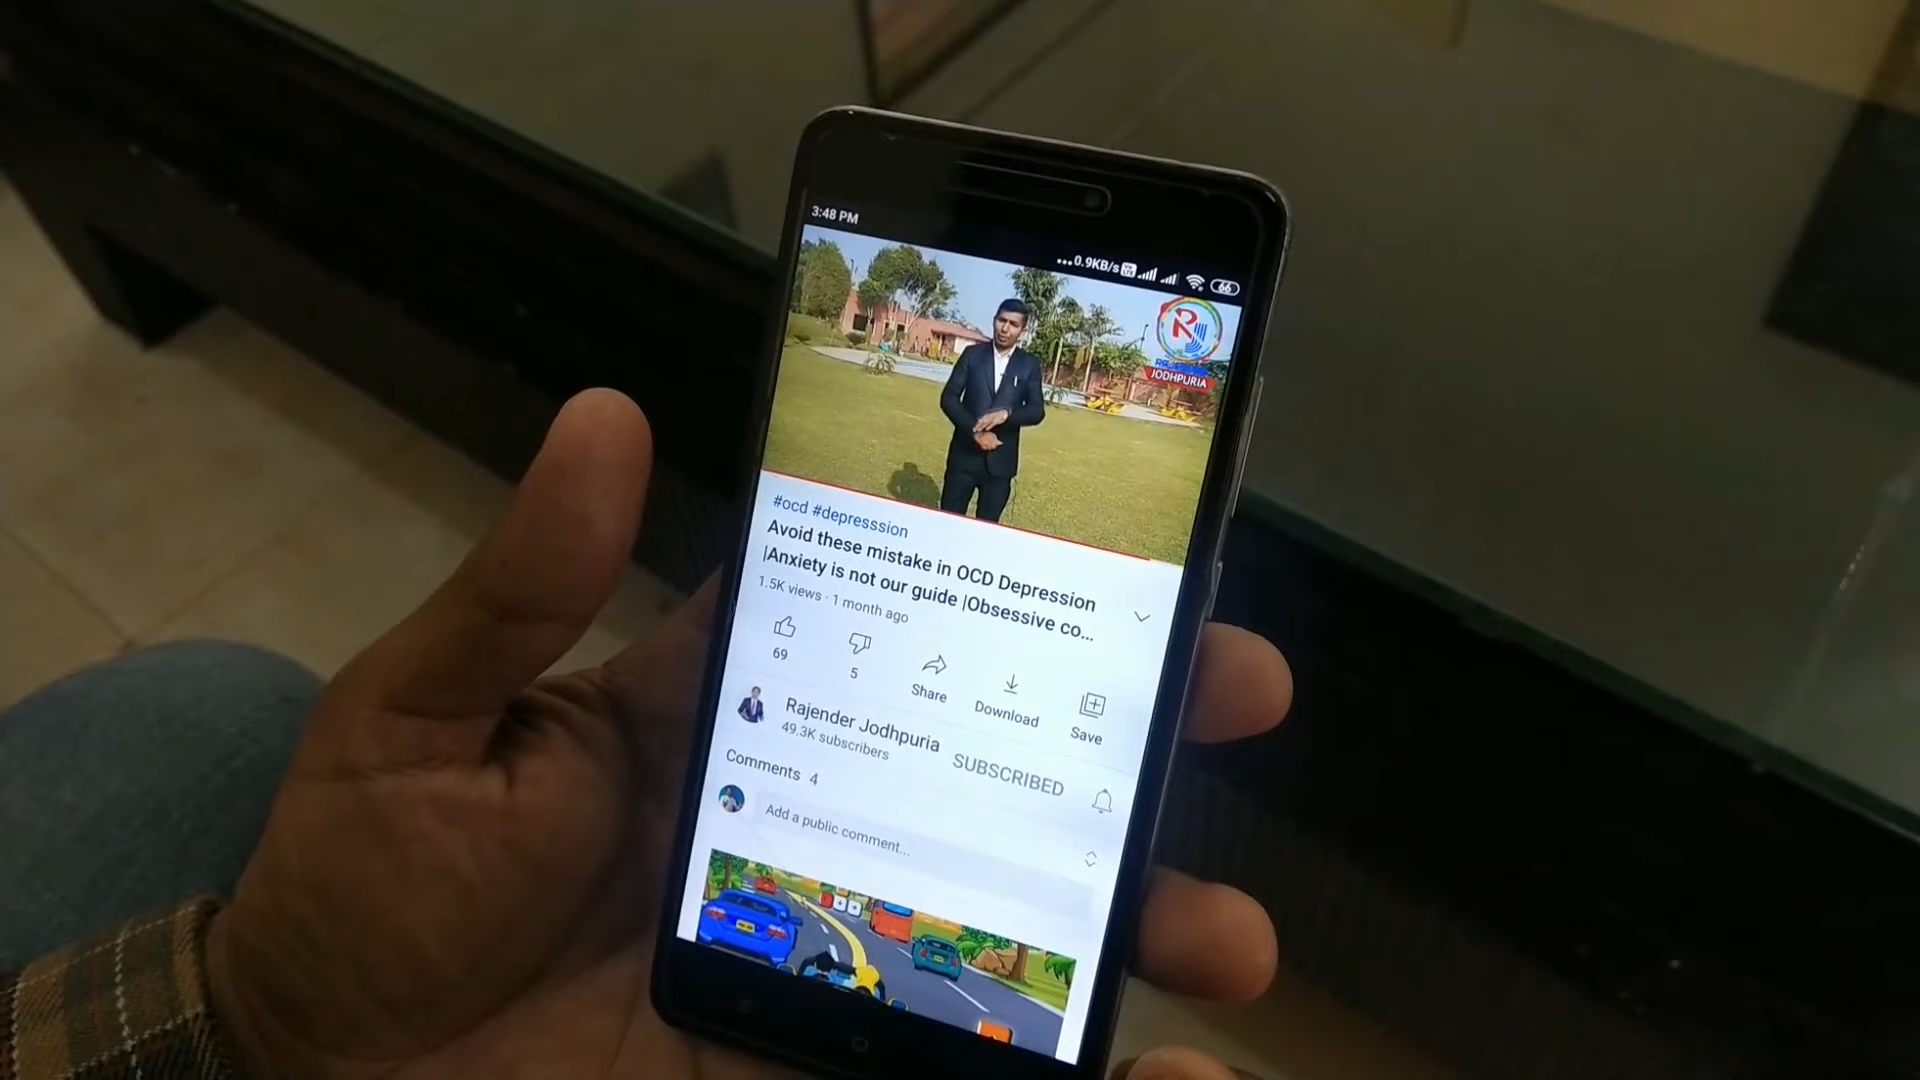 3:48 PM
...0.9KB/s
66
JODHPURIA
#ocd #depresssion
Avoid these mistake in OCD Depression
|Anxiety is not our guide |Obsessive co...
1.5K views · 1 month ago
69
5
Share
Download
Save
Rajender Jodhpuria
49.3K subscribers
SUBSCRIBED
Comments 4
Add a public comment...